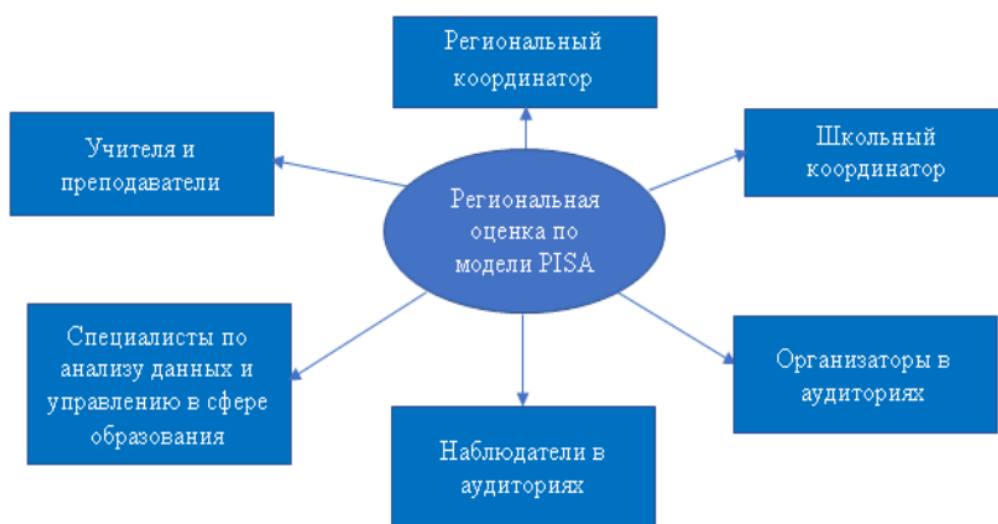 Региональный
координатор
Учителя и
преподаватели
Школьный
координатор
Региональная
оценка по
модели PISA
Специалисты по
анализу данных и
управлению в сфере
образования
Организаторы в
аудиториях
Наблюдатели в
аудиториях